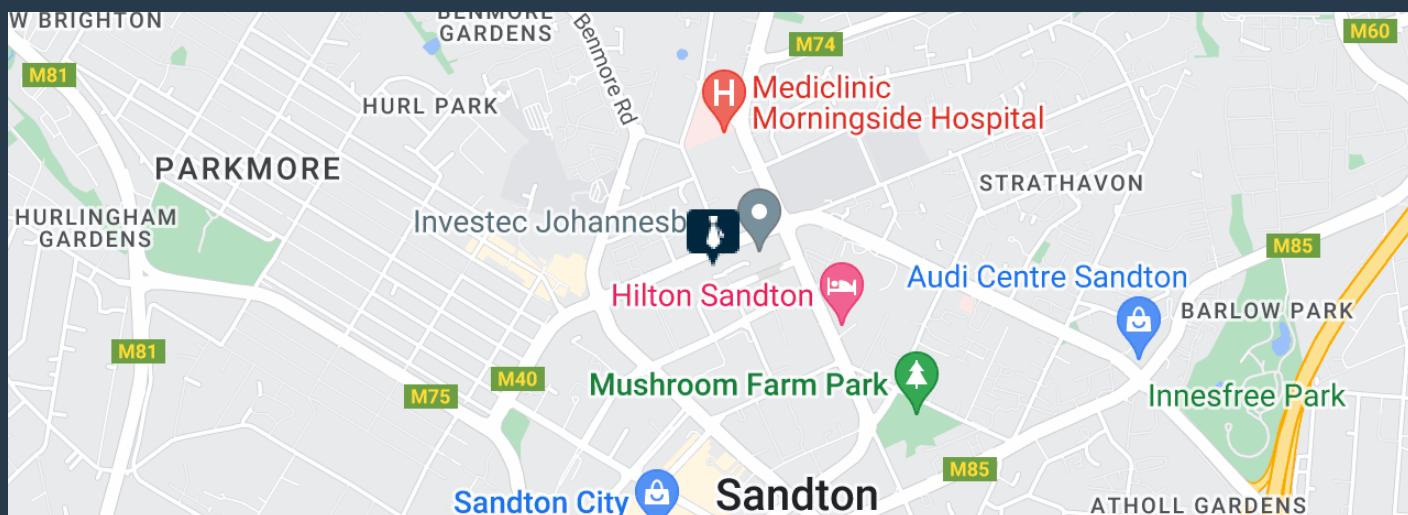 W BRIGHTON
BENMORE
GARDENS
Benmore Rd
M74
M60
M81
HURL PARK
Mediclinic
Morningside Hospital
PARKMORE
STRATHAVON
HURLINGHAM
GARDENS
Investec Johannesb
M85
Audi Centre Sandton
Hilton Sandton
BARLOW PARK
M81
M40
M75
Mushroom Farm Park
Innesfree Park
M85
Sandton City
Sandton
ATHOLL GARDENS